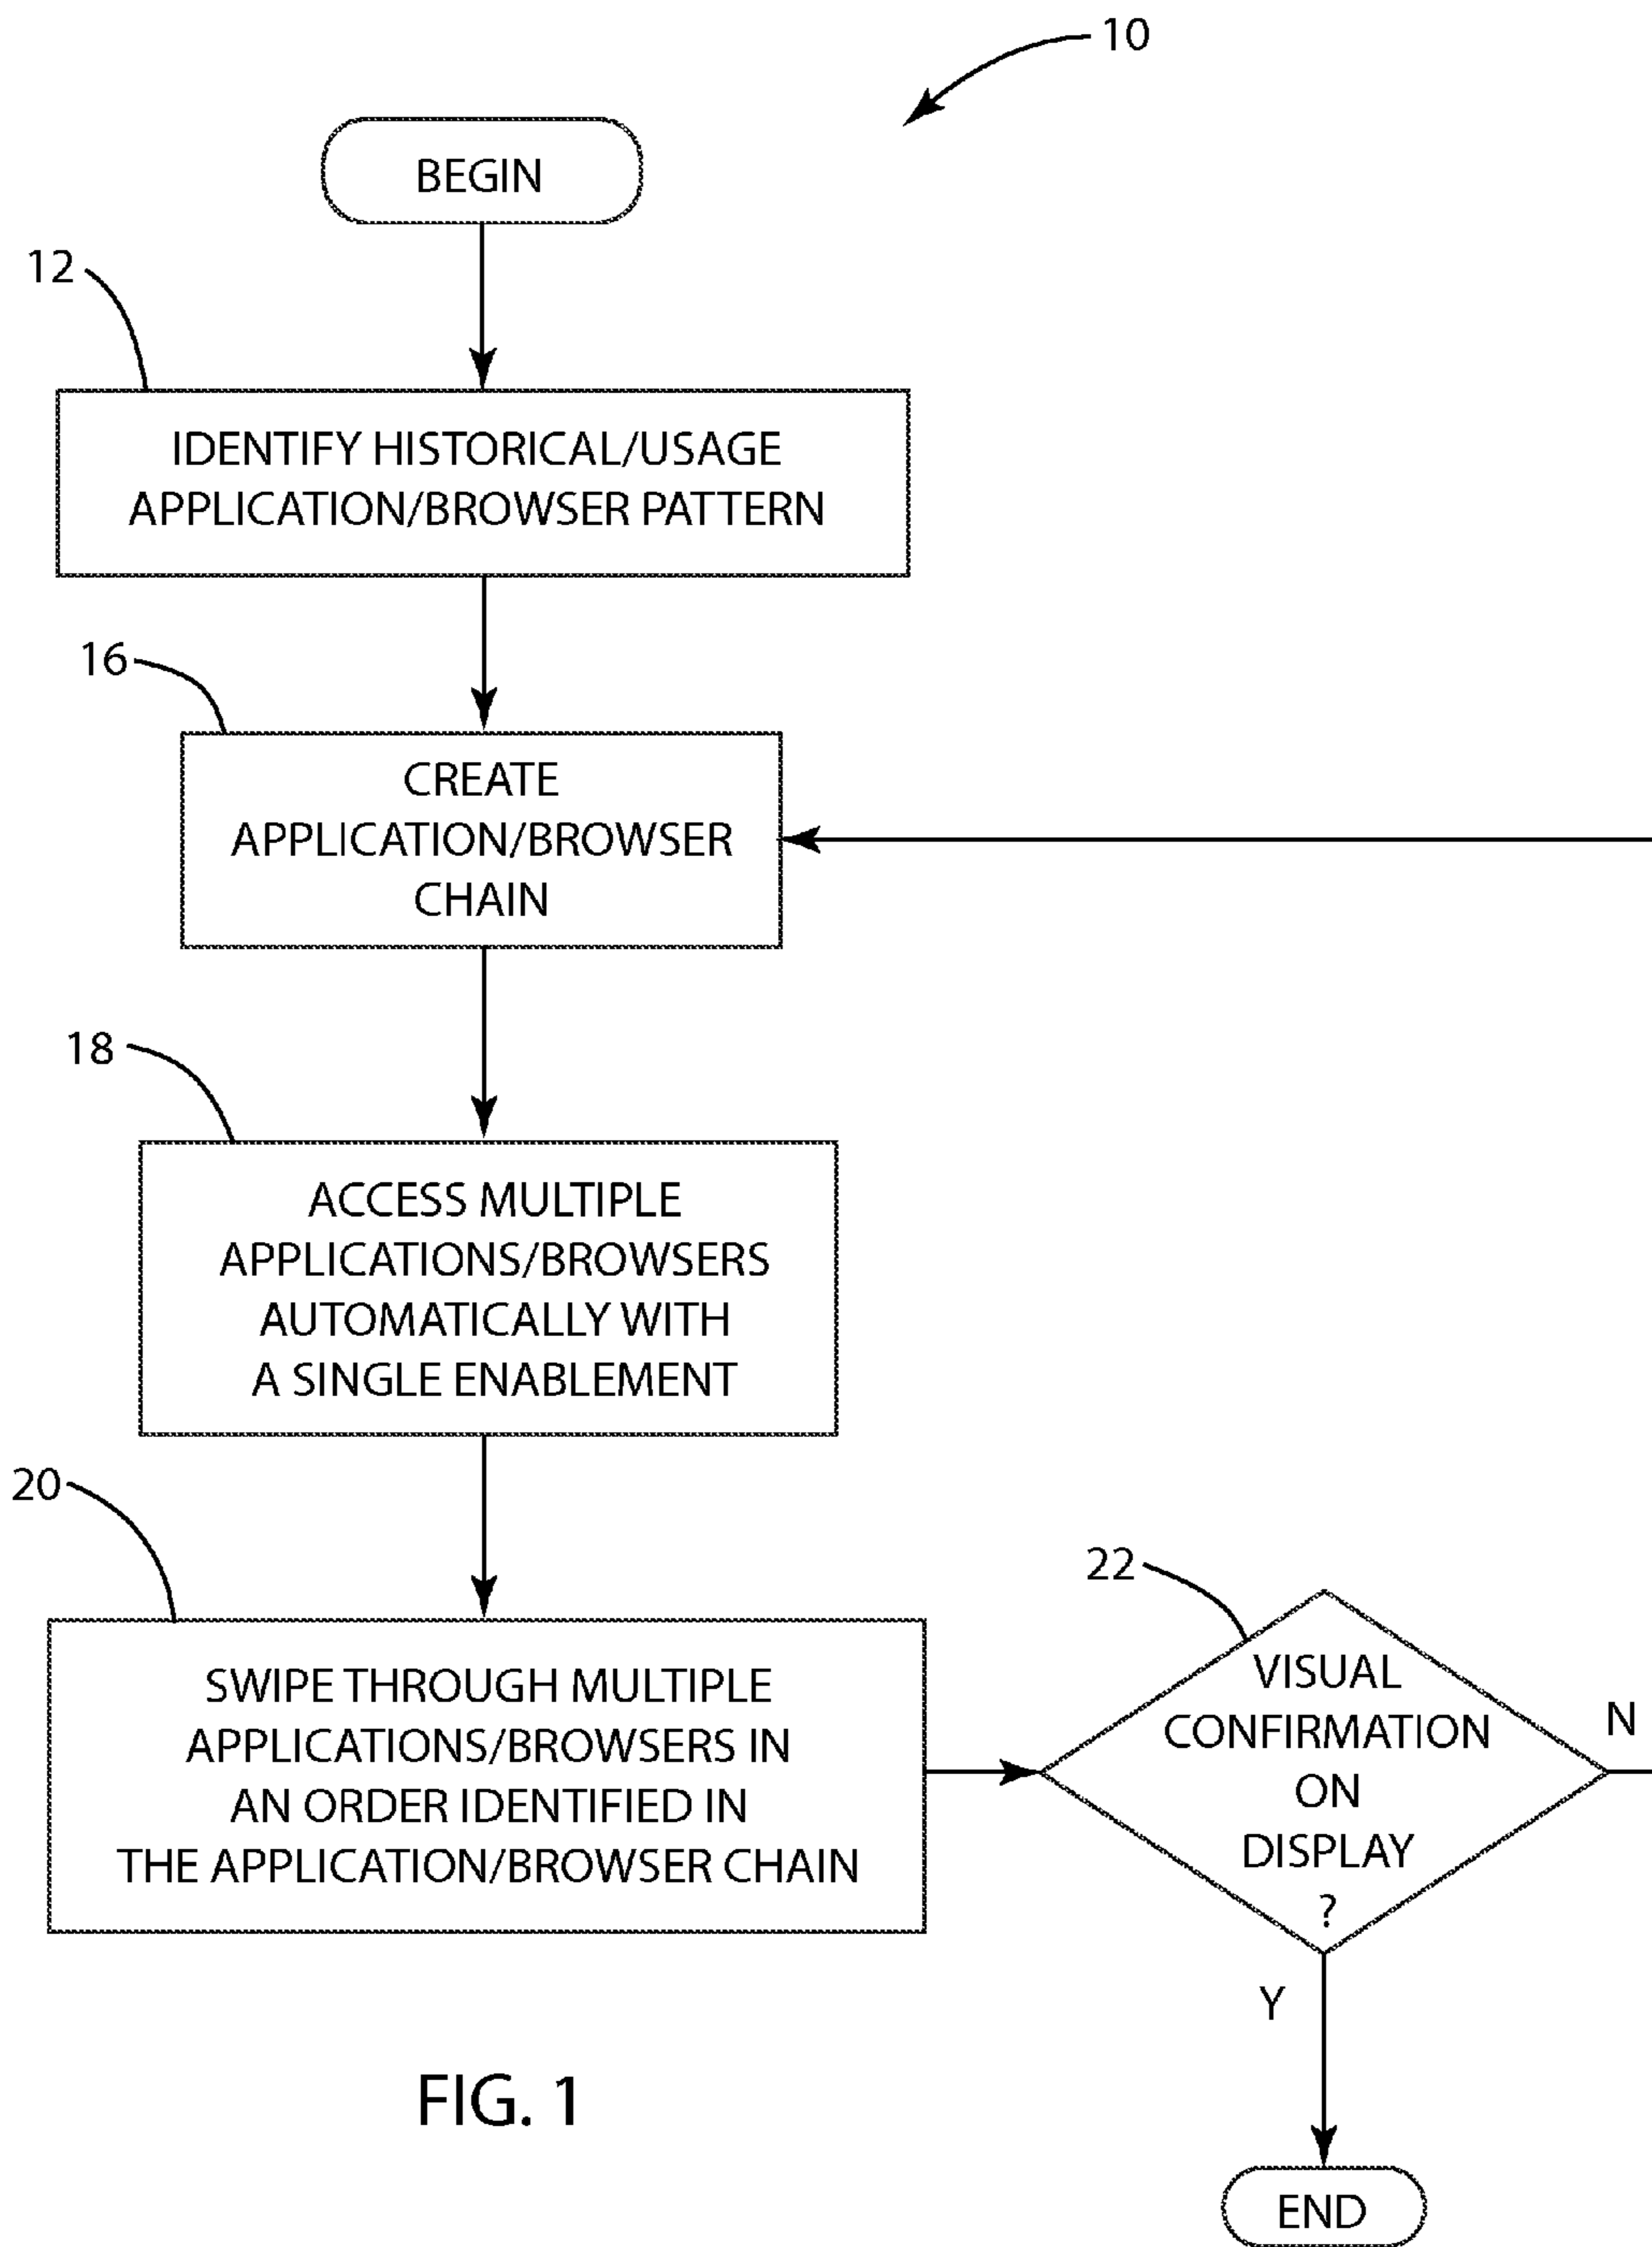 10
BEGIN
12
IDENTIFY HISTORICAL/USAGE
APPLICATION/BROWSER PATTERN
16
CREATE
APPLICATION/BROWSER
CHAIN
18
ACCESS MULTIPLE
APPLICATIONS/BROWSERS
AUTOMATICALLY WITH
A SINGLE ENABLEMENT
20
SWIPE THROUGH MULTIPLE
APPLICATIONS/BROWSERS IN
AN ORDER IDENTIFIED IN
THE APPLICATION/BROWSER CHAIN
22
VISUAL
CONFIRMATION
ON
DISPLAY
?
N
Y
END
FIG. 1